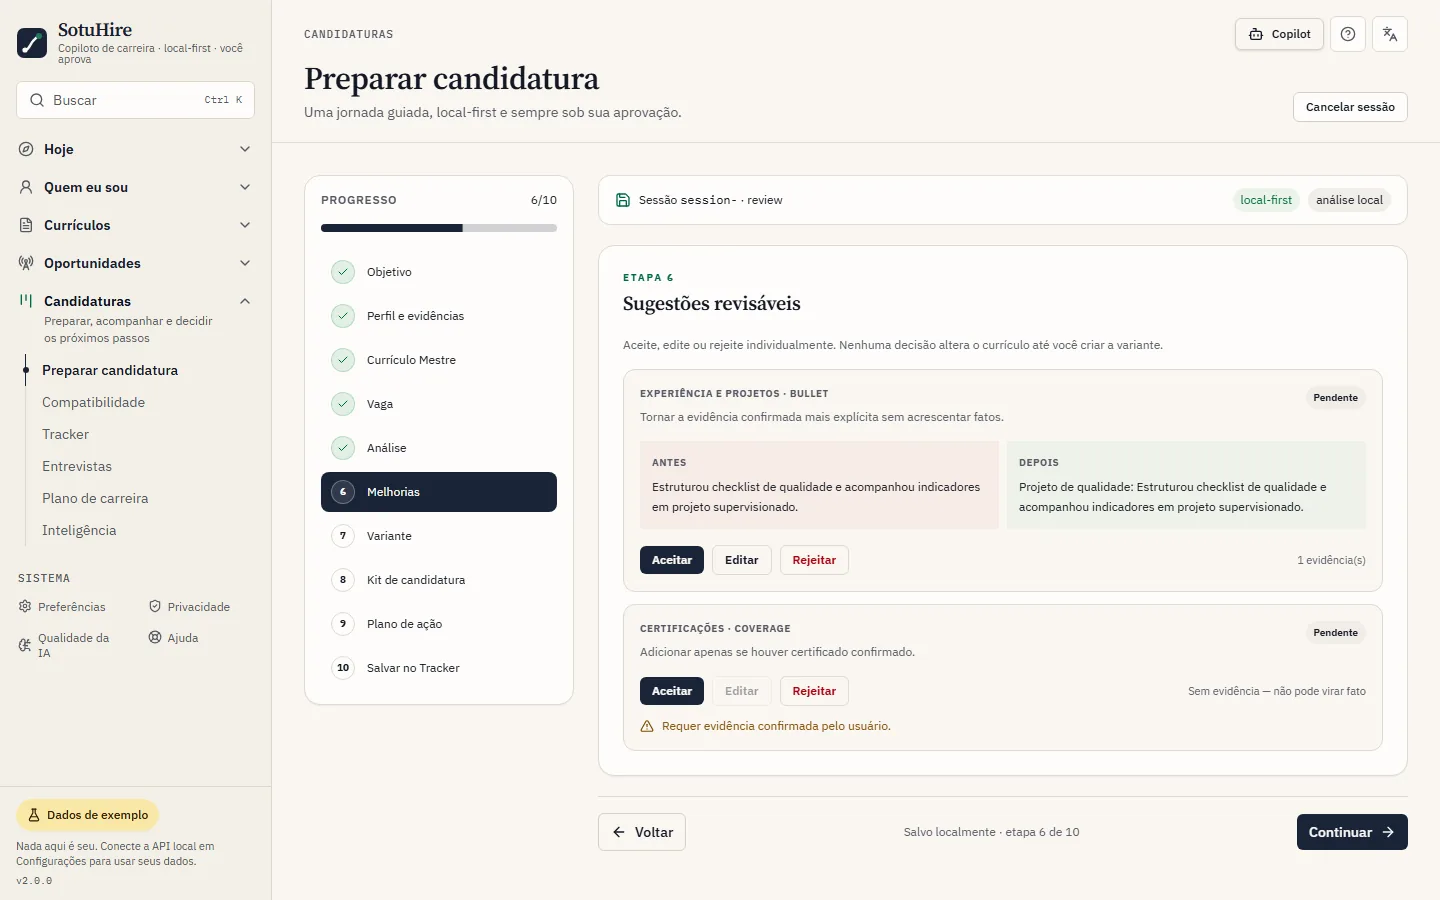 SotuHire
Copiloto de carreira · local-first · você
aprova
Buscar
Ctrl K
Hoje
Quem eu sou
Currículos
Oportunidades
Candidaturas
Preparar, acompanhar e decidir
os próximos passos
Preparar candidatura
Compatibilidade
Tracker
Entrevistas
Plano de carreira
Inteligência
SISTEMA
Preferências
Privacidade
Qualidade da
IA
Ajuda
Dados de exemplo
Nada aqui é seu. Conecte a API local em
Configurações para usar seus dados.
v2.0.0
CANDIDATURAS
Copilot
Preparar candidatura
Uma jornada guiada, local-first e sempre sob sua aprovação.
Cancelar sessão
PROGRESSO
6/10
Objetivo
Perfil e evidências
Currículo Mestre
Vaga
Análise
6 Melhorias
7 Variante
8 Kit de candidatura
9 Plano de ação
10 Salvar no Tracker
Sessão session- · review
local-first
análise local
ETAPA 6
Sugestões revisáveis
Aceite, edite ou rejeite individualmente. Nenhuma decisão altera o currículo até você criar a variante.
EXPERIÊNCIA E PROJETOS · BULLET
Pendente
Tornar a evidência confirmada mais explícita sem acrescentar fatos.
ANTES
Estruturou checklist de qualidade e acompanhou indicadores
em projeto supervisionado.
DEPOIS
Projeto de qualidade: Estruturou checklist de qualidade e
acompanhou indicadores em projeto supervisionado.
Aceitar
Editar
Rejeitar
1 evidência(s)
CERTIFICAÇÕES · COVERAGE
Pendente
Adicionar apenas se houver certificado confirmado.
Aceitar
Editar
Rejeitar
Sem evidência — não pode virar fato
Requer evidência confirmada pelo usuário.
Voltar
Salvo localmente · etapa 6 de 10
Continuar